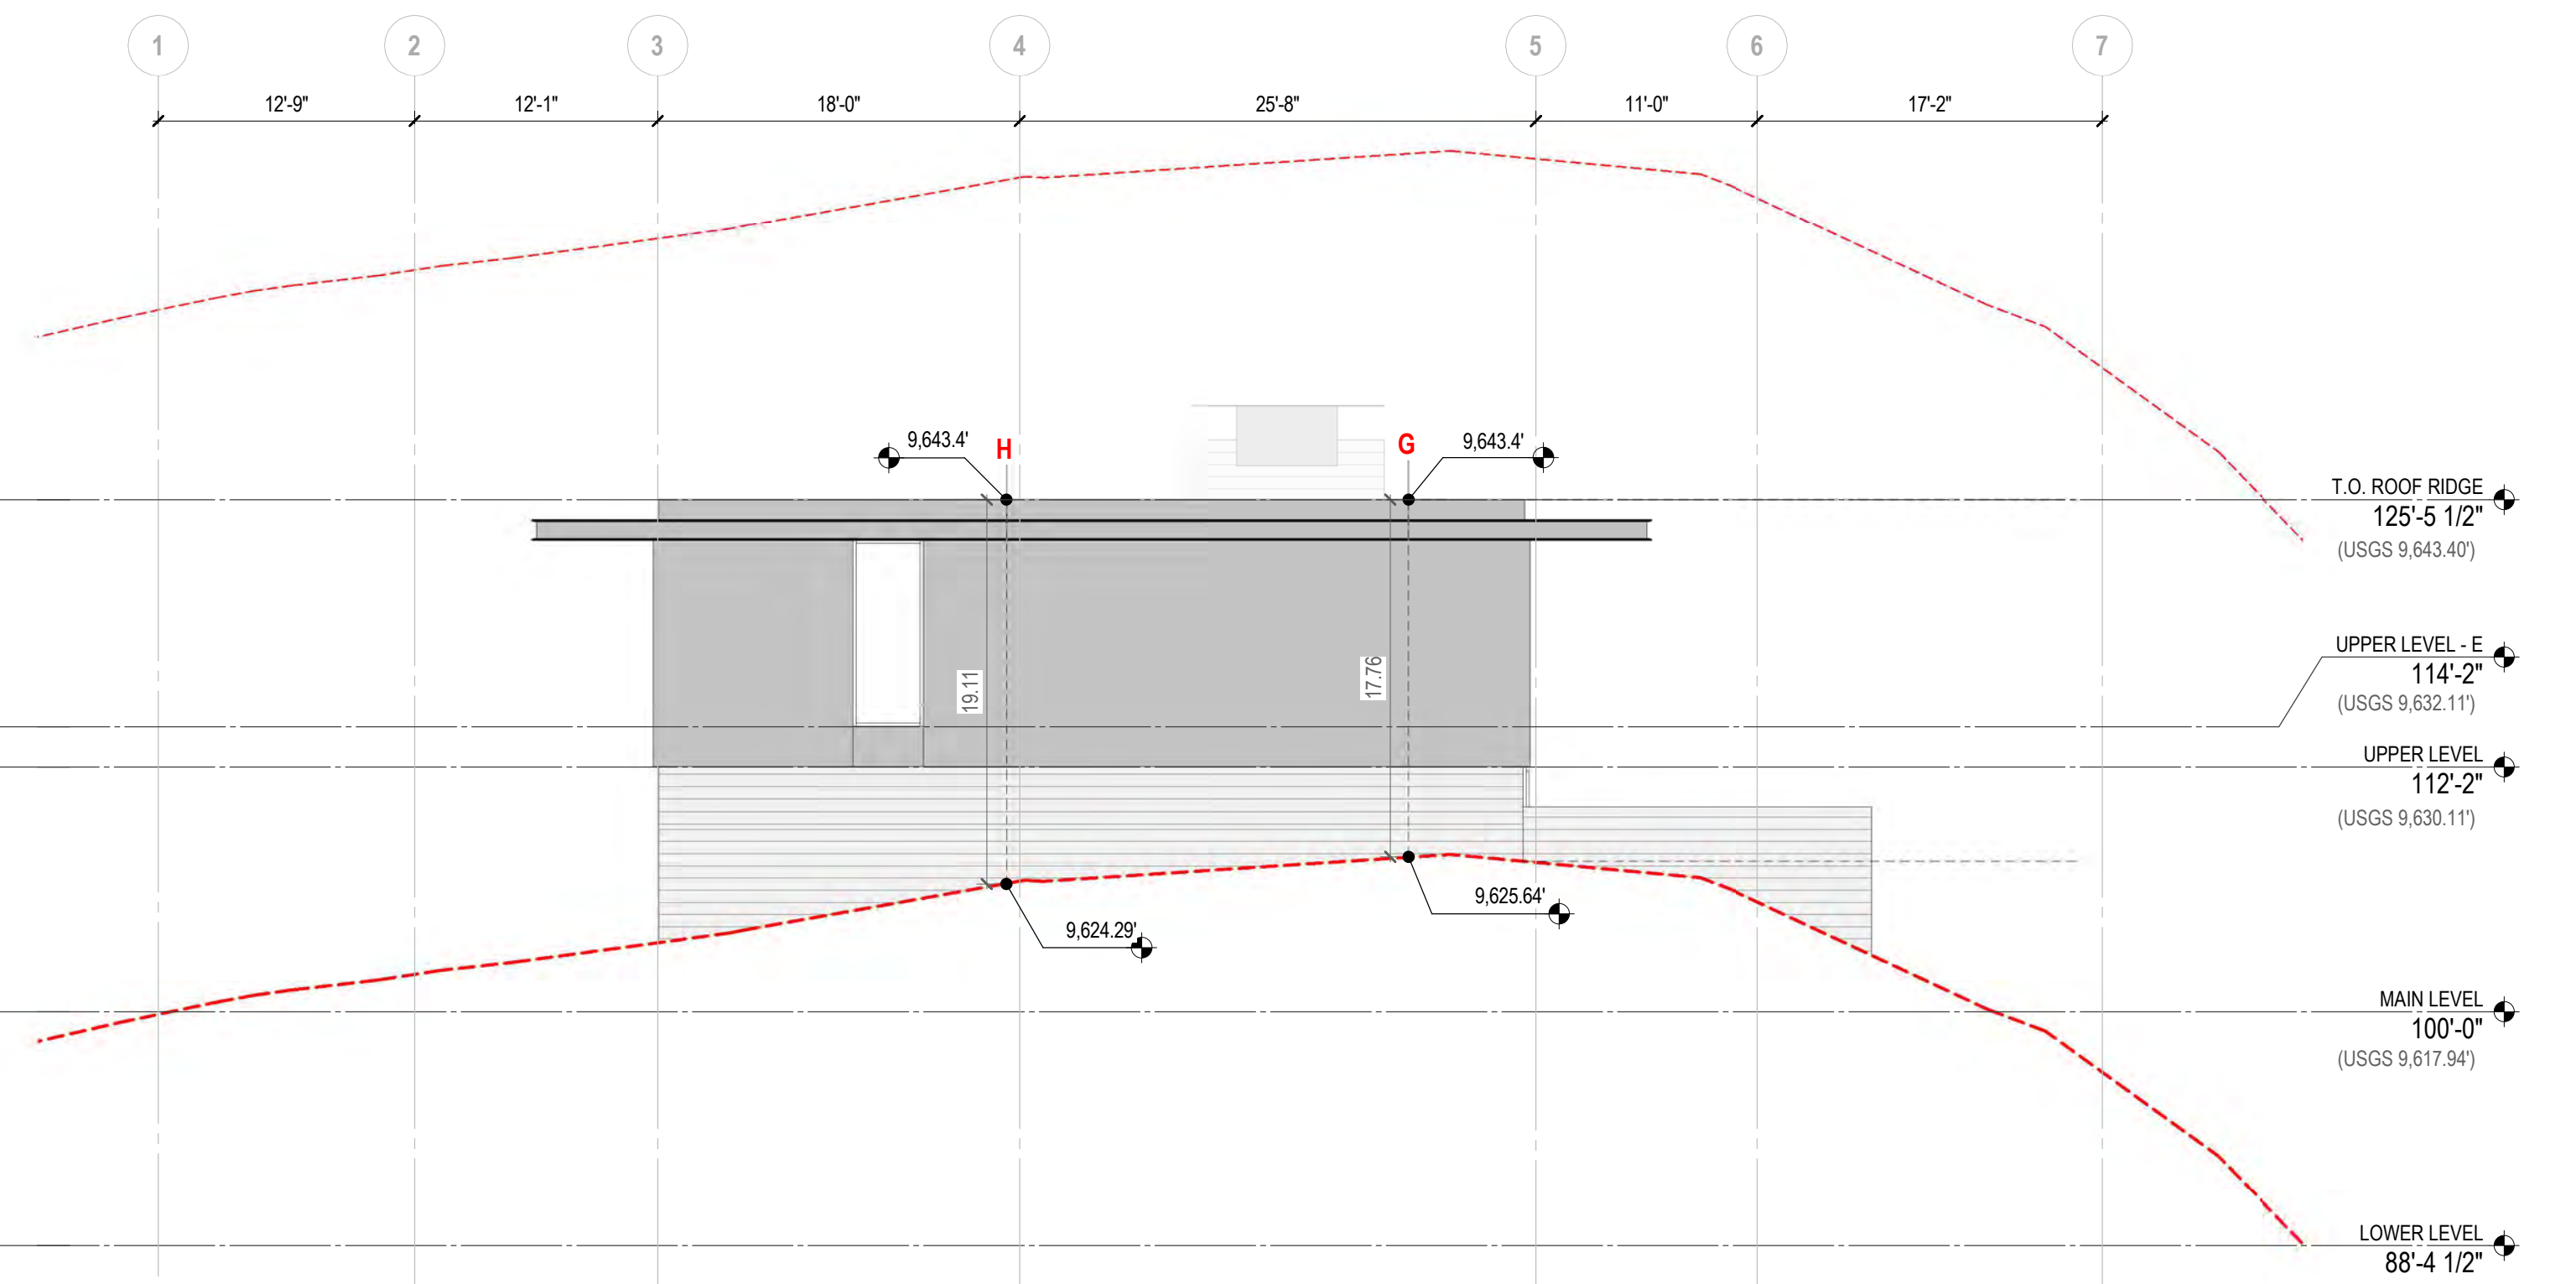 1 2 3 4 5 6 7
12'-9" 12'-1" 18'-0" 25'-8" 11'-0" 17'-2"
9,643.4' H G 9,643.4'
T.O. ROOF RIDGE
125'-5 1/2"
(USGS 9,643.40')
19.11 17.76
UPPER LEVEL - E
114'-2"
(USGS 9,632.11')
UPPER LEVEL
112'-2"
(USGS 9,630.11')
9,625.64'
9,624.29'
MAIN LEVEL
100'-0"
(USGS 9,617.94')
LOWER LEVEL
88'-4 1/2"